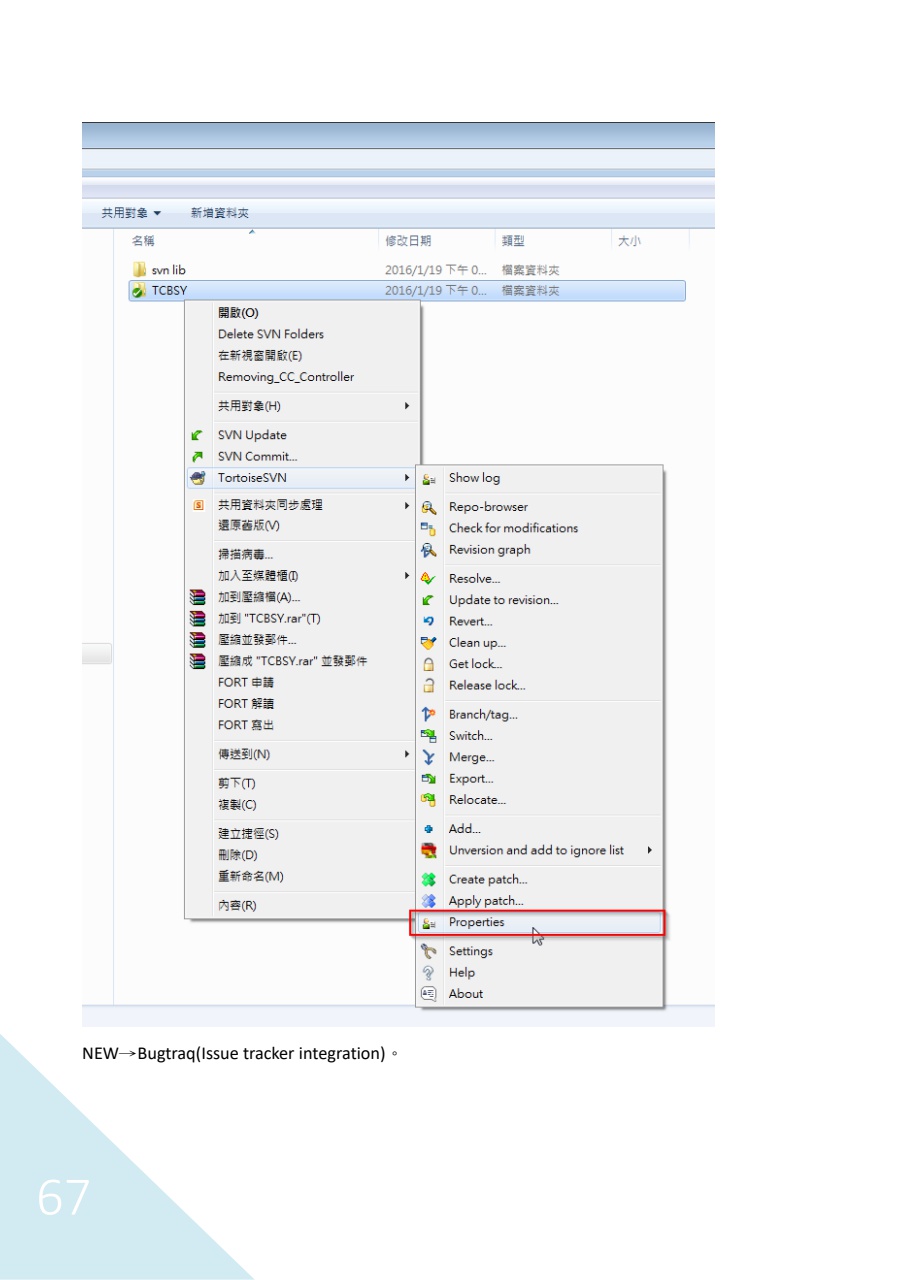 共用對象 新增資料夾
名稱 修改日期 類型 大小
svn lib 2016/1/19 下午 0... 檔案資料夾
TCBSY 2016/1/19 下午 0... 檔案資料夾
開啟(O)
Delete SVN Folders
在新視窗開啟(E)
Removing_CC_Controller
共用對象(H)
SVN Update
SVN Commit...
TortoiseSVN
共用資料夾同步處理
還原舊版(V)
掃描病毒...
加入至媒體櫃(I)
加到壓縮檔(A)...
加到 "TCBSY.rar"(T)
壓縮並發郵件...
壓縮成 "TCBSY.rar" 並發郵件
FORT 申請
FORT 解請
FORT 寫出
傳送到(N)
剪下(T)
複製(C)
建立捷徑(S)
刪除(D)
重新命名(M)
內容(R)
Show log
Repo-browser
Check for modifications
Revision graph
Resolve...
Update to revision...
Revert...
Clean up...
Get lock...
Release lock...
Branch/tag...
Switch...
Merge...
Export...
Relocate...
Add...
Unversion and add to ignore list
Create patch...
Apply patch...
Properties
Settings
Help
About
NEW→Bugtraq(Issue tracker integration)。
67